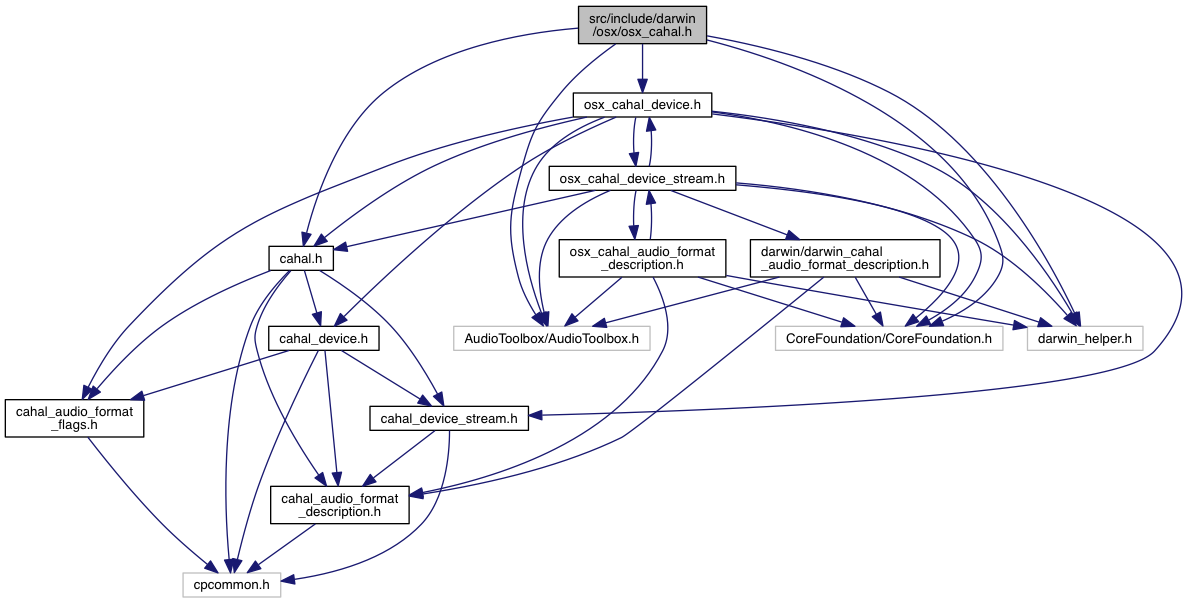 src/include/darwin
/osx/osx_cahal.h
osx_cahal_device.h
osx_cahal_device_stream.h
osx_cahal_audio_format
_description.h
darwin/darwin_cahal
_audio_format_description.h
cahal.h
cahal_device.h
AudioToolbox/AudioToolbox.h
CoreFoundation/CoreFoundation.h
darwin_helper.h
cahal_audio_format
_flags.h
cahal_device_stream.h
cahal_audio_format
_description.h
cpcommon.h